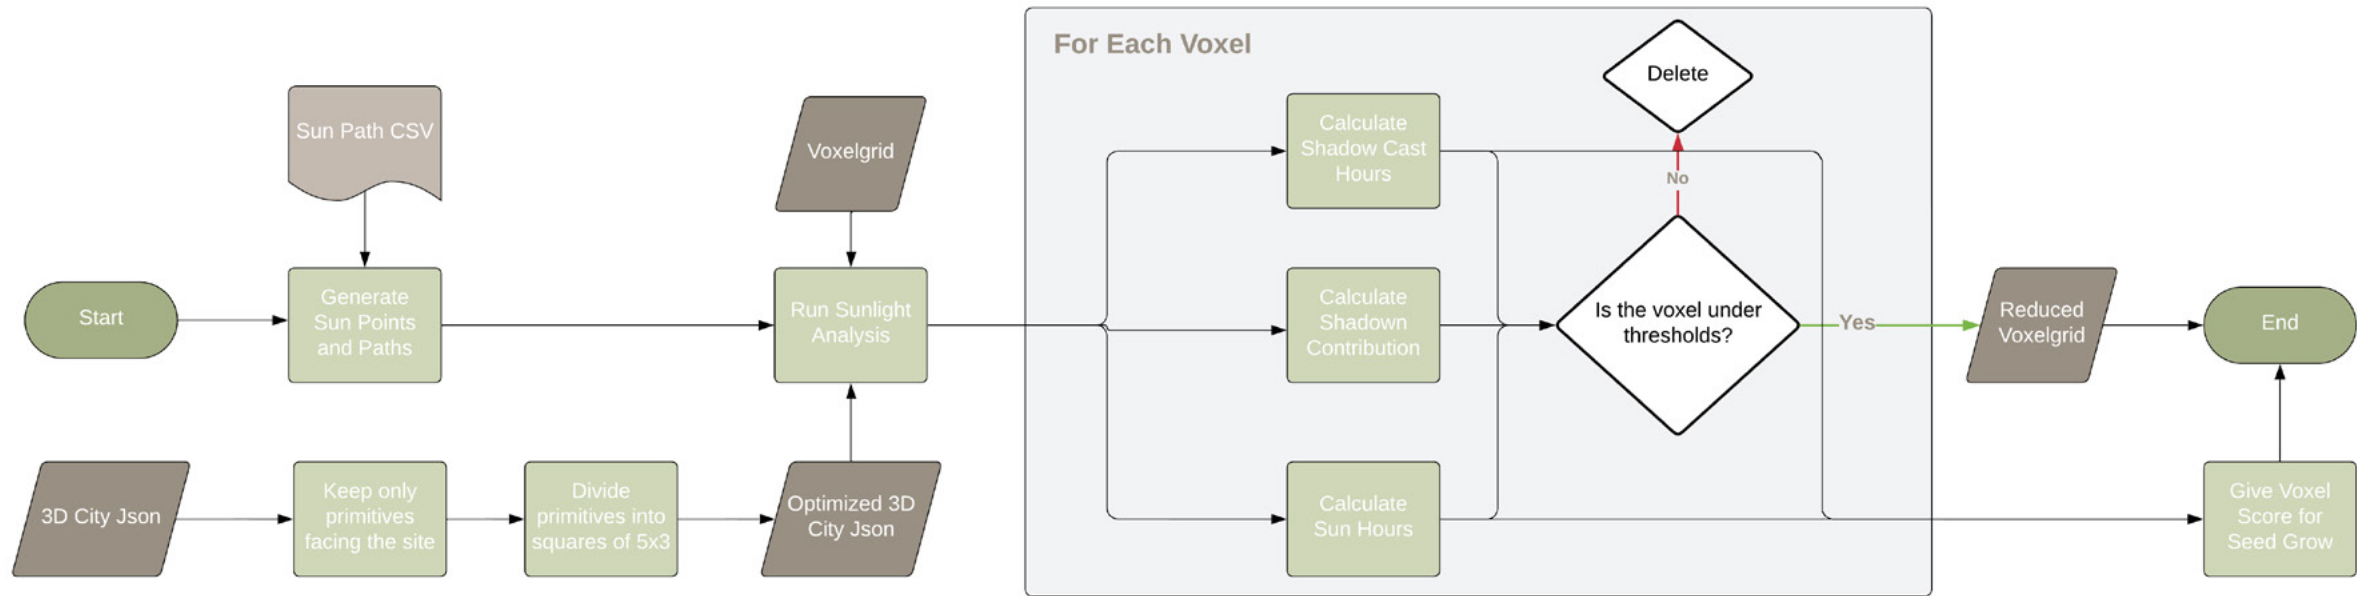 For Each Voxel
Sun Path CSV
Voxelgrid
Delete
Calculate
Shadow Cast
Hours
No
Start
Generate
Sun Points
and Paths
Run Sunlight
Analysis
Calculate
Shadown
Contribution
Is the voxel under
thresholds?
Yes
Reduced
Voxelgrid
End
3D City Json
Keep only
primitives
facing the site
Divide
primitives into
squares of 5x3
Optimized 3D
City Json
Calculate
Sun Hours
Give Voxel
Score for
Seed Grow